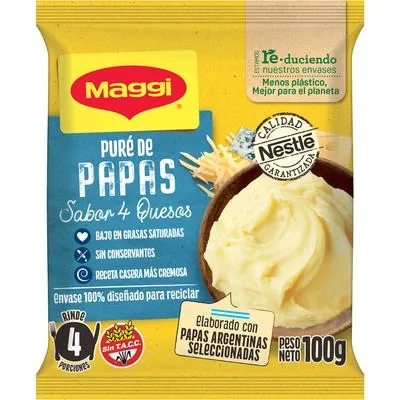 ESTAMOS
re·duciendo
nuestros envases
Menos plástico,
Mejor para el planeta
Maggi
®
CALIDAD
Nestlé
GARANTIZADA
PURÉ DE
PAPAS
Sabor 4 Quesos
BAJO EN GRASAS SATURADAS
SIN CONSERVANTES
RECETA CASERA MÁS CREMOSA
Envase 100% diseñado para reciclar
RINDE
4
PORCIONES
Sin T.A.C.C.
elaborado con
PAPAS ARGENTINAS
SELECCIONADAS
PESO
NETO 100g